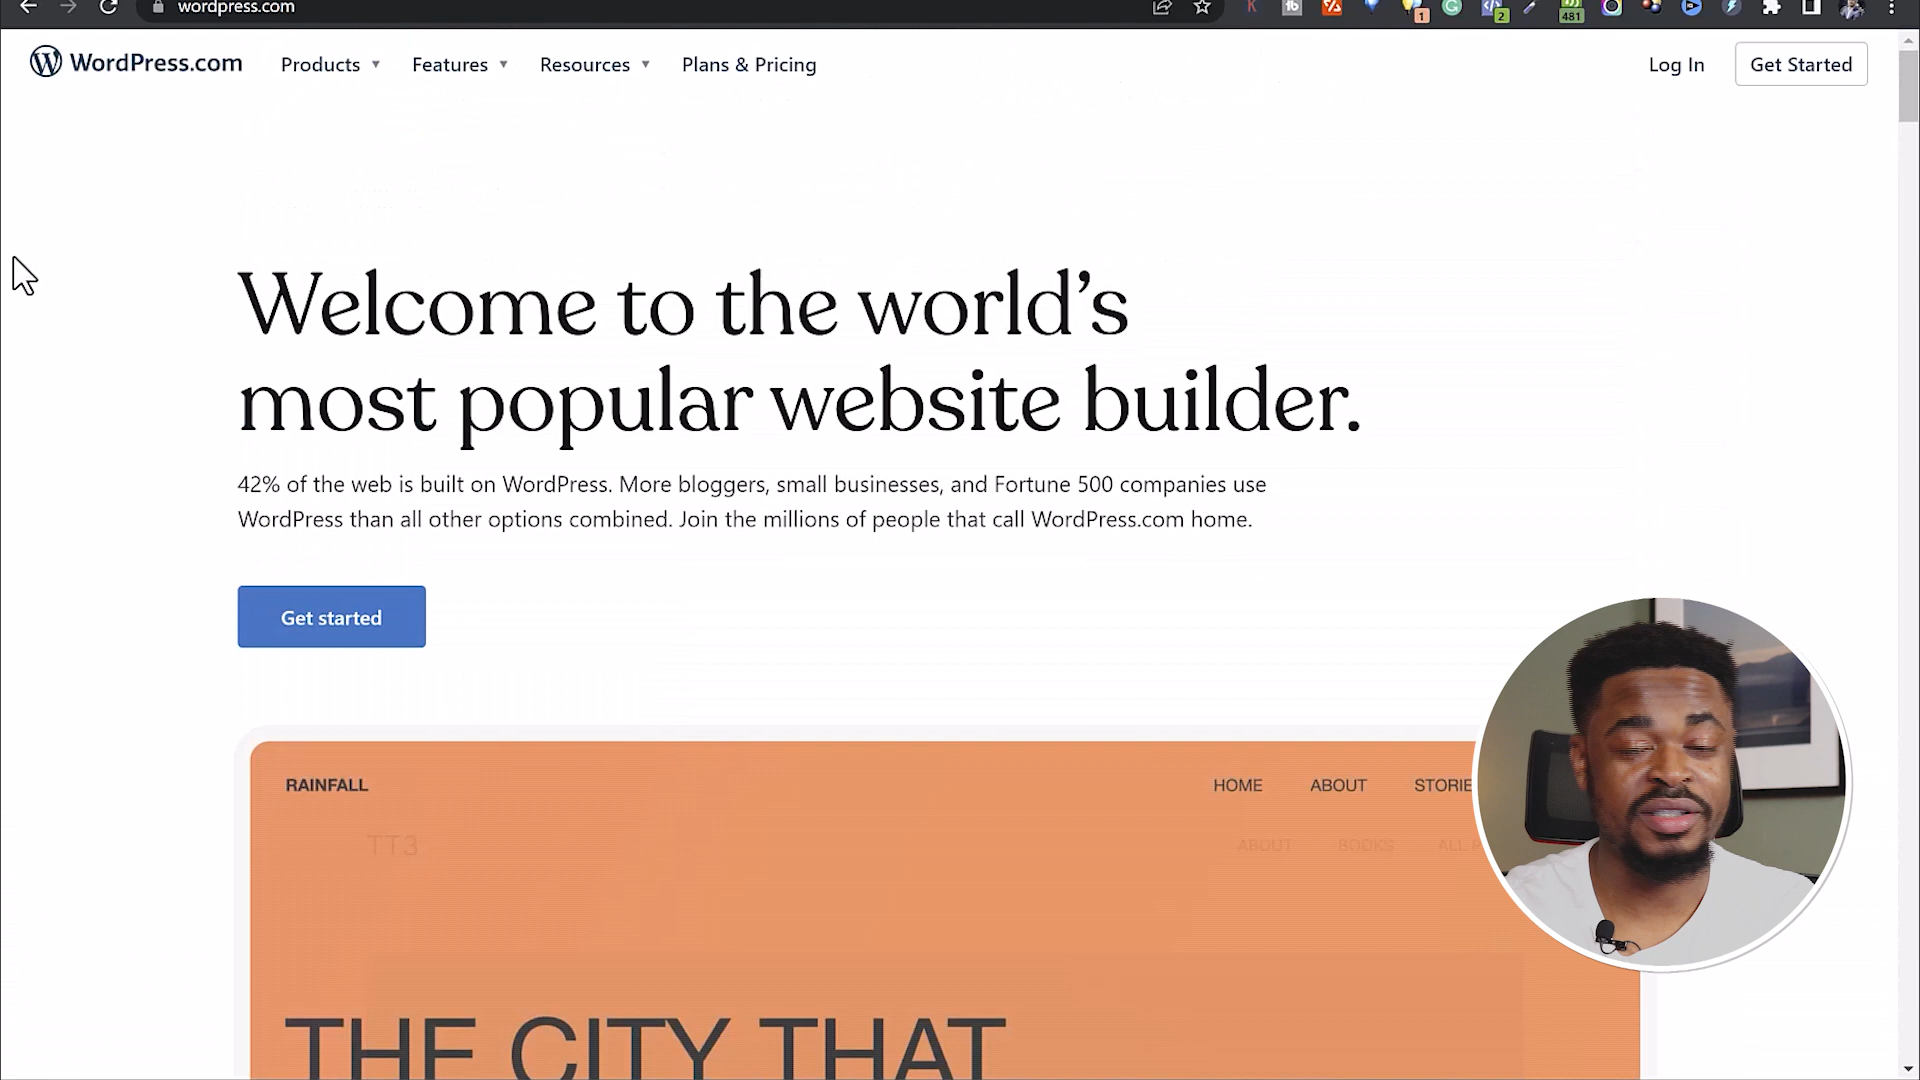 wordpress.com
1
2
481
WordPress.com
Products
Features
Resources
Plans & Pricing
Log In
Get Started
Welcome to the world’s
most popular website builder.
42% of the web is built on WordPress. More bloggers, small businesses, and Fortune 500 companies use
WordPress than all other options combined. Join the millions of people that call WordPress.com home.
Get started
RAINFALL
HOME
ABOUT
STORIE
TT3
ABOUT
BOOKS
ALL P
THE CITY THAT